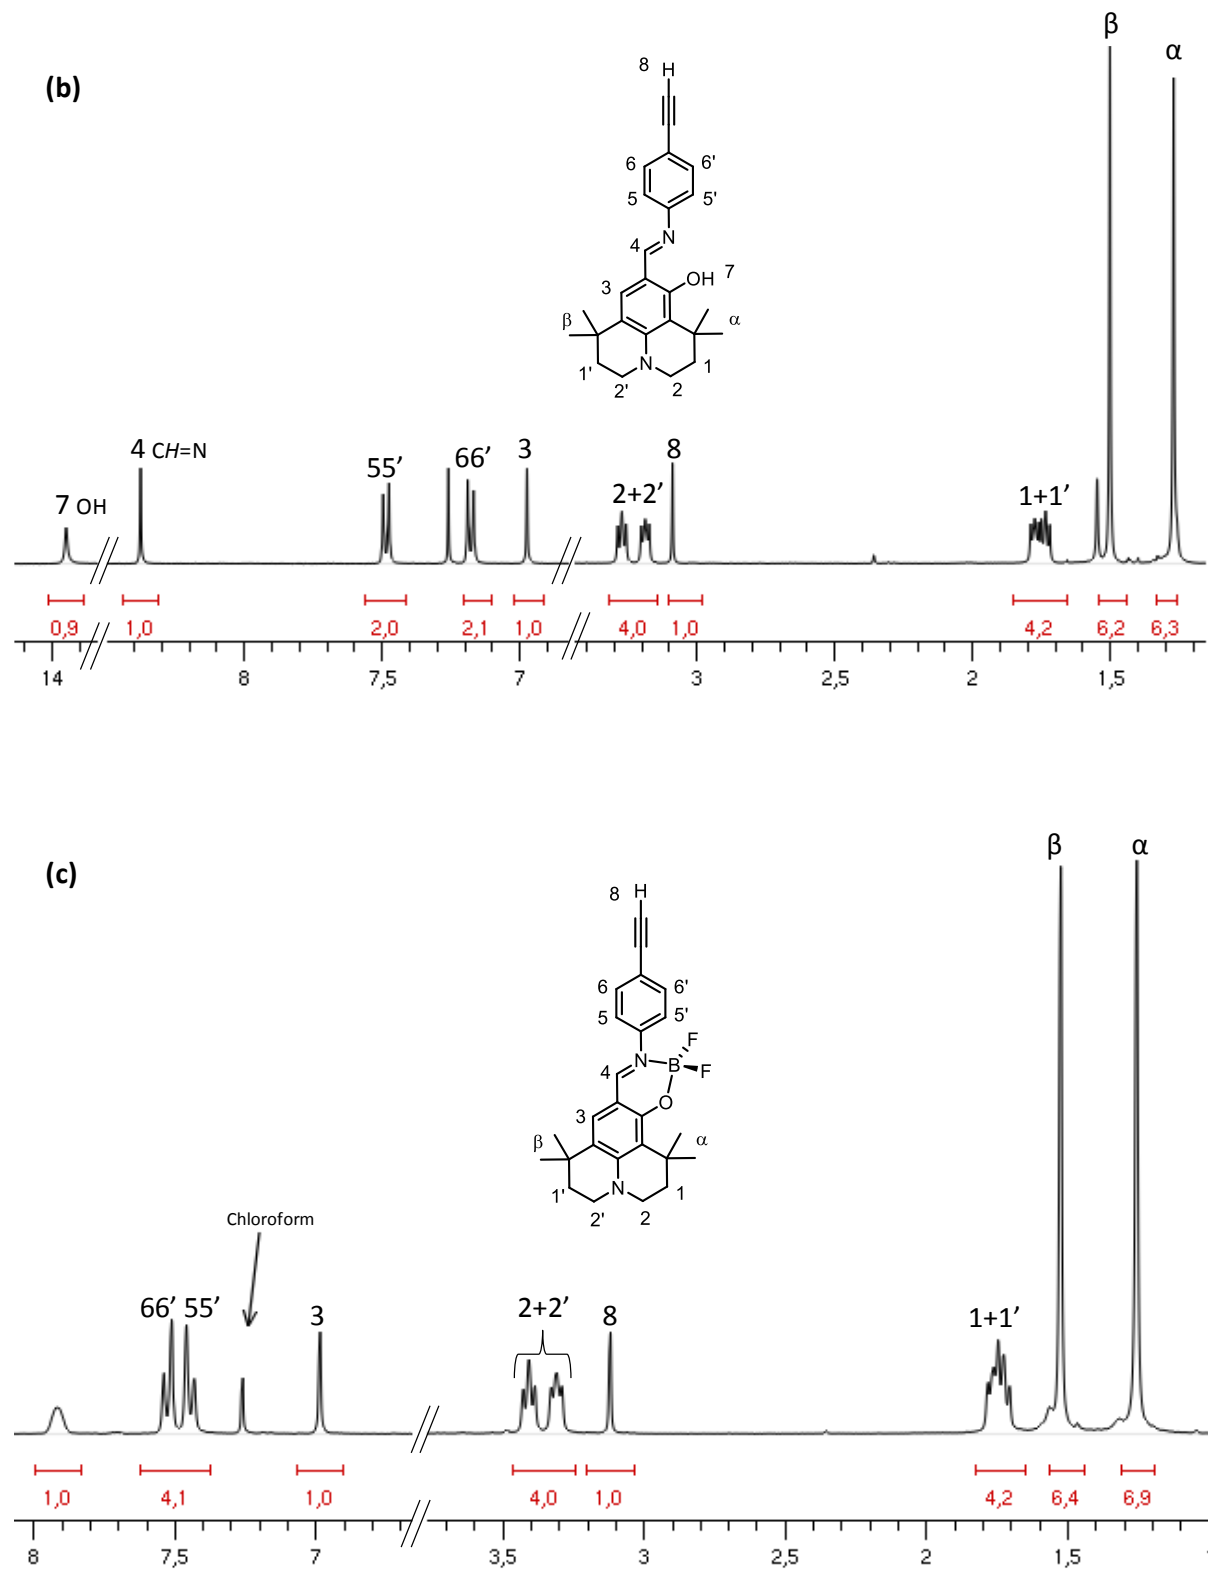 β
α
(b)
8 H
6 6'
5 5'
4 N
OH 7
3
β α
1' N 1
2' 2
4 CH=N
7 OH
55’
66’
3
2+2’
8
1+1’
0,9 1,0 2,0 2,1 1,0 4,0 1,0 4,2 6,2 6,3
14 8 7,5 7 3 2,5 2 1,5
β α
(c)
8 H
6 6'
5 5'
F
N B F
4
O
3
β α
1' N 1
2' 2
Chloroform
66’ 55’ 3 2+2’ 8 1+1’
1,0 4,1 1,0 4,0 1,0 4,2 6,4 6,9
8 7,5 7 3,5 3 2,5 2 1,5